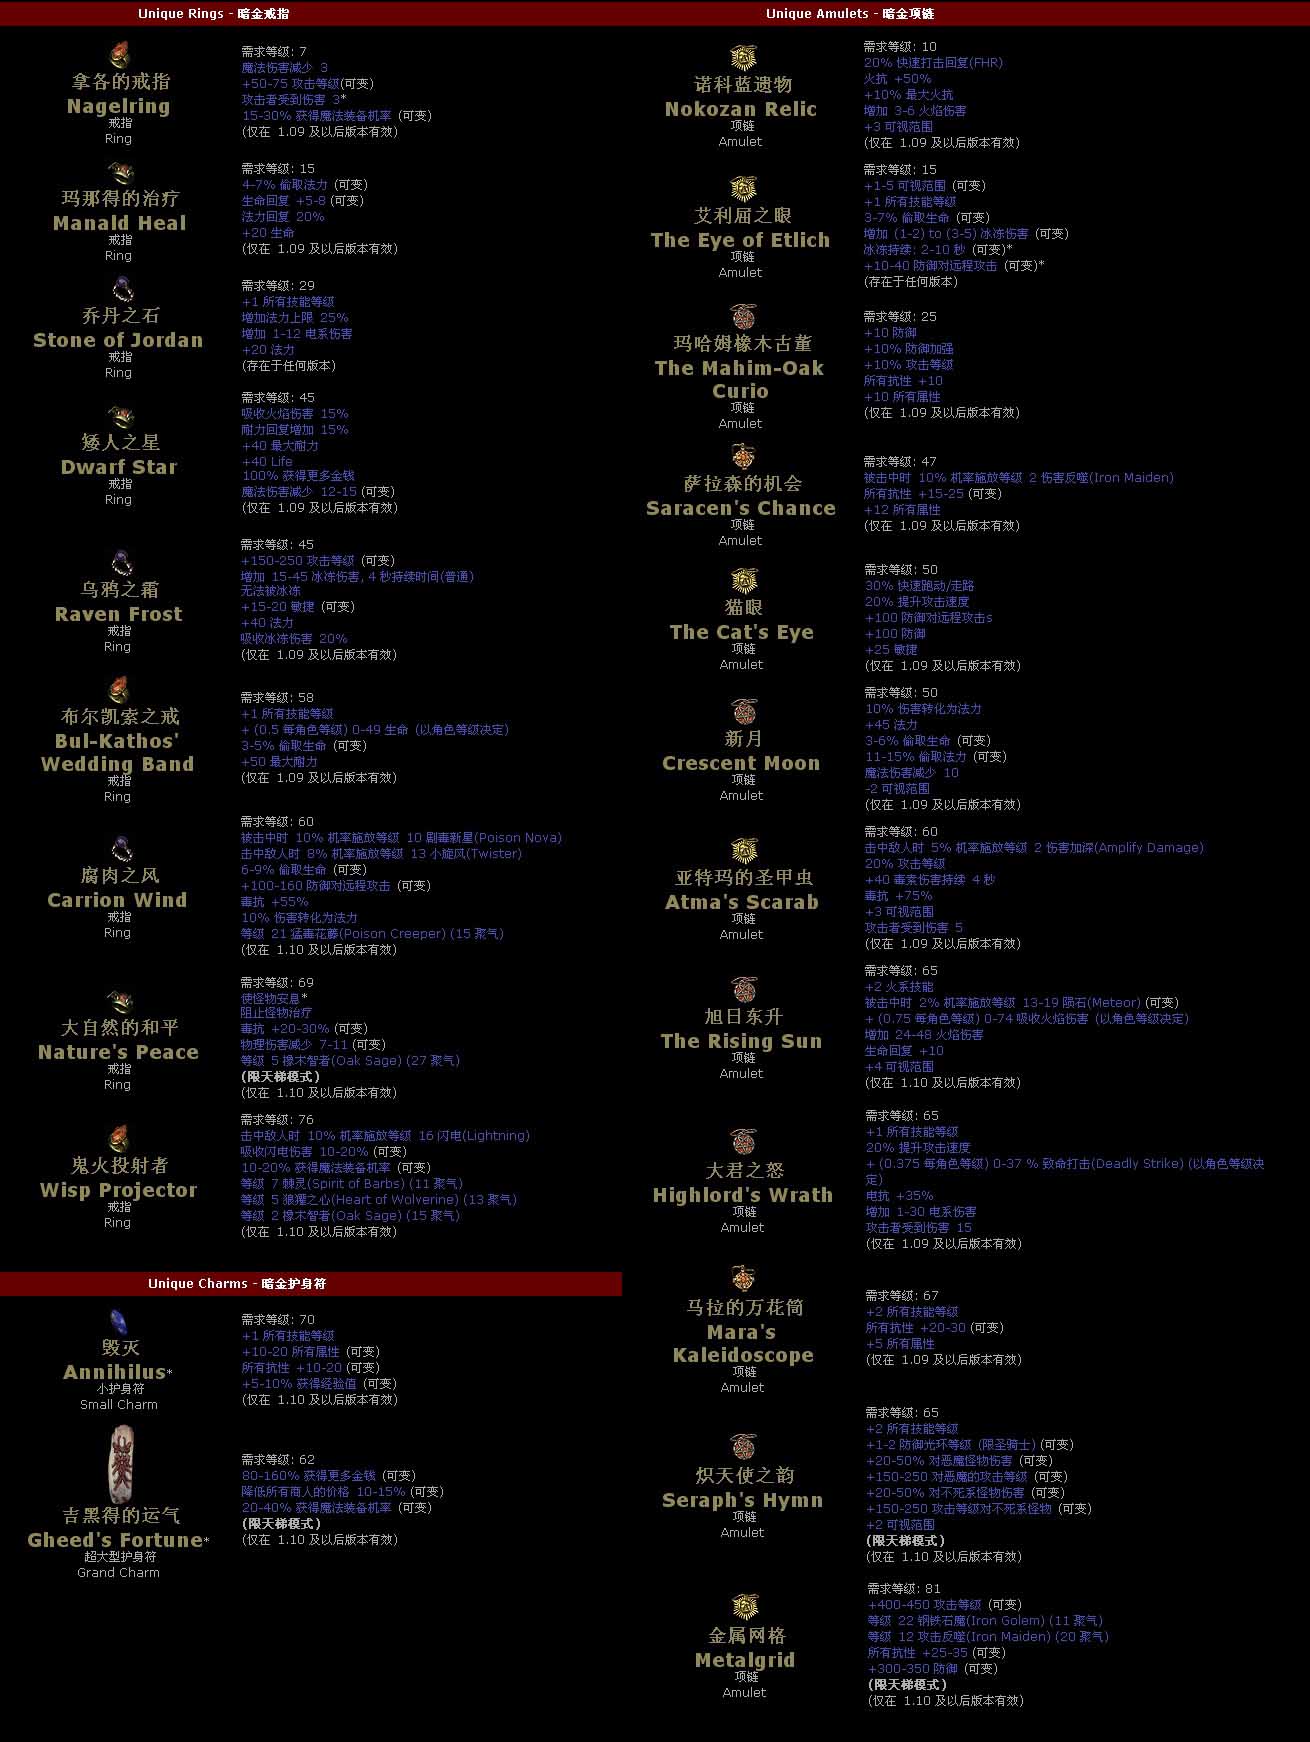 Unique Rings - 暗金戒指
拿各的戒指
Nagelring
戒指
Ring
需求等级: 7
魔法伤害减少 3
+50-75 攻击等级(可变)
攻击者受到伤害 3*
15-30% 获得魔法装备机率 (可变)
(仅在 1.09 及以后版本有效)
玛那得的治疗
Manald Heal
戒指
Ring
需求等级: 15
4-7% 偷取法力 (可变)
生命回复 +5-8 (可变)
法力回复 20%
+20 生命
(仅在 1.09 及以后版本有效)
乔丹之石
Stone of Jordan
戒指
Ring
需求等级: 29
+1 所有技能等级
增加法力上限 25%
增加 1-12 电系伤害
+20 法力
(存在于任何版本)
矮人之星
Dwarf Star
戒指
Ring
需求等级: 45
吸收火焰伤害 15%
耐力回复增加 15%
+40 最大耐力
+40 Life
100% 获得更多金钱
魔法伤害减少 12-15 (可变)
(仅在 1.09 及以后版本有效)
乌鸦之霜
Raven Frost
戒指
Ring
需求等级: 45
+150-250 攻击等级 (可变)
增加 15-45 冰冻伤害, 4 秒持续时间(普通)
无法被冰冻
+15-20 敏捷 (可变)
+40 法力
吸收冰冻伤害 20%
(仅在 1.09 及以后版本有效)
布尔凯索之戒
Bul-Kathos'
Wedding Band
戒指
Ring
需求等级: 58
+1 所有技能等级
+ (0.5 每角色等级) 0-49 生命 (以角色等级决定)
3-5% 偷取生命 (可变)
+50 最大耐力
(仅在 1.09 及以后版本有效)
腐肉之风
Carrion Wind
戒指
Ring
需求等级: 60
被击中时 10% 机率施放等级 10 剧毒新星(Poison Nova)
击中敌人时 8% 机率施放等级 13 小旋风(Twister)
6-9% 偷取生命 (可变)
+100-160 防御对远程攻击 (可变)
毒抗 +55%
10% 伤害转化为法力
等级 21 猛毒花藤(Poison Creeper) (15 聚气)
(仅在 1.10 及以后版本有效)
大自然的和平
Nature's Peace
戒指
Ring
需求等级: 69
使怪物安息*
阻止怪物治疗
毒抗 +20-30% (可变)
物理伤害减少 7-11 (可变)
等级 5 橡木智者(Oak Sage) (27 聚气)
(限天梯模式)
(仅在 1.10 及以后版本有效)
鬼火投射者
Wisp Projector
戒指
Ring
需求等级: 76
击中敌人时 10% 机率施放等级 16 闪电(Lightning)
吸收闪电伤害 10-20% (可变)
10-20% 获得魔法装备机率 (可变)
等级 7 棘灵(Spirit of Barbs) (11 聚气)
等级 5 狼獾之心(Heart of Wolverine) (13 聚气)
等级 2 橡木智者(Oak Sage) (15 聚气)
(仅在 1.10 及以后版本有效)
Unique Charms - 暗金护身符
毁灭
Annihilus*
小护身符
Small Charm
需求等级: 70
+1 所有技能等级
+10-20 所有属性 (可变)
所有抗性 +10-20 (可变)
+5-10% 获得经验值 (可变)
(仅在 1.10 及以后版本有效)
吉黑得的运气
Gheed's Fortune*
超大型护身符
Grand Charm
需求等级: 62
80-160% 获得更多金钱 (可变)
降低所有商人的价格 10-15% (可变)
20-40% 获得魔法装备机率 (可变)
(限天梯模式)
(仅在 1.10 及以后版本有效)
Unique Amulets - 暗金项链
诺科蓝遗物
Nokozan Relic
项链
Amulet
需求等级: 10
20% 快速打击回复(FHR)
火抗 +50%
+10% 最大火抗
增加 3-6 火焰伤害
+3 可视范围
(仅在 1.09 及以后版本有效)
艾利屈之眼
The Eye of Etlich
项链
Amulet
需求等级: 15
+1-5 可视范围 (可变)
+1 所有技能等级
3-7% 偷取生命 (可变)
增加 (1-2) to (3-5) 冰冻伤害 (可变)
冰冻持续: 2-10 秒 (可变)*
+10-40 防御对远程攻击 (可变)*
(存在于任何版本)
玛哈姆橡木古董
The Mahim-Oak
Curio
项链
Amulet
需求等级: 25
+10 防御
+10% 防御加强
+10% 攻击等级
所有抗性 +10
+10 所有属性
(仅在 1.09 及以后版本有效)
萨拉森的机会
Saracen's Chance
项链
Amulet
需求等级: 47
被击中时 10% 机率施放等级 2 伤害反噬(Iron Maiden)
所有抗性 +15-25 (可变)
+12 所有属性
(仅在 1.09 及以后版本有效)
猫眼
The Cat's Eye
项链
Amulet
需求等级: 50
30% 快速跑动/走路
20% 提升攻击速度
+100 防御对远程攻击s
+100 防御
+25 敏捷
(仅在 1.09 及以后版本有效)
新月
Crescent Moon
项链
Amulet
需求等级: 50
10% 伤害转化为法力
+45 法力
3-6% 偷取生命 (可变)
11-15% 偷取法力 (可变)
魔法伤害减少 10
-2 可视范围
(仅在 1.09 及以后版本有效)
亚特玛的圣甲虫
Atma's Scarab
项链
Amulet
需求等级: 60
击中敌人时 5% 机率施放等级 2 伤害加深(Amplify Damage)
20% 攻击等级
+40 毒素伤害持续 4 秒
毒抗 +75%
+3 可视范围
攻击者受到伤害 5
(仅在 1.09 及以后版本有效)
旭日东升
The Rising Sun
项链
Amulet
需求等级: 65
+2 火系技能
被击中时 2% 机率施放等级 13-19 陨石(Meteor) (可变)
+ (0.75 每角色等级) 0-74 吸收火焰伤害 (以角色等级决定)
增加 24-48 火焰伤害
生命回复 +10
+4 可视范围
(仅在 1.10 及以后版本有效)
大君之怒
Highlord's Wrath
项链
Amulet
需求等级: 65
+1 所有技能等级
20% 提升攻击速度
+ (0.375 每角色等级) 0-37 % 致命打击(Deadly Strike) (以角色等级决
定)
电抗 +35%
增加 1-30 电系伤害
攻击者受到伤害 15
(仅在 1.09 及以后版本有效)
马拉的万花筒
Mara's
Kaleidoscope
项链
Amulet
需求等级: 67
+2 所有技能等级
所有抗性 +20-30 (可变)
+5 所有属性
(仅在 1.09 及以后版本有效)
炽天使之韵
Seraph's Hymn
项链
Amulet
需求等级: 65
+2 所有技能等级
+1-2 防御光环等级 (限圣骑士) (可变)
+20-50% 对恶魔怪物伤害 (可变)
+150-250 对恶魔的攻击等级 (可变)
+20-50% 对不死系怪物伤害 (可变)
+150-250 攻击等级对不死系怪物 (可变)
+2 可视范围
(限天梯模式)
(仅在 1.10 及以后版本有效)
金属网格
Metalgrid
项链
Amulet
需求等级: 81
+400-450 攻击等级 (可变)
等级 22 钢铁石魔(Iron Golem) (11 聚气)
等级 12 攻击反噬(Iron Maiden) (20 聚气)
所有抗性 +25-35 (可变)
+300-350 防御 (可变)
(限天梯模式)
(仅在 1.10 及以后版本有效)